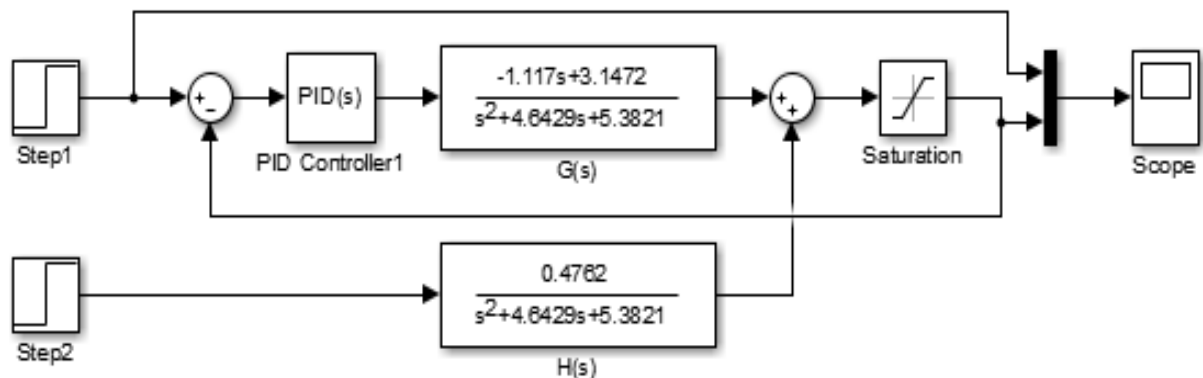 Step1
+
−
PID(s)
PID Controller1
-1.117s+3.1472
s²+4.6429s+5.3821
G(s)
+
+
Saturation
Scope
Step2
0.4762
s²+4.6429s+5.3821
H(s)